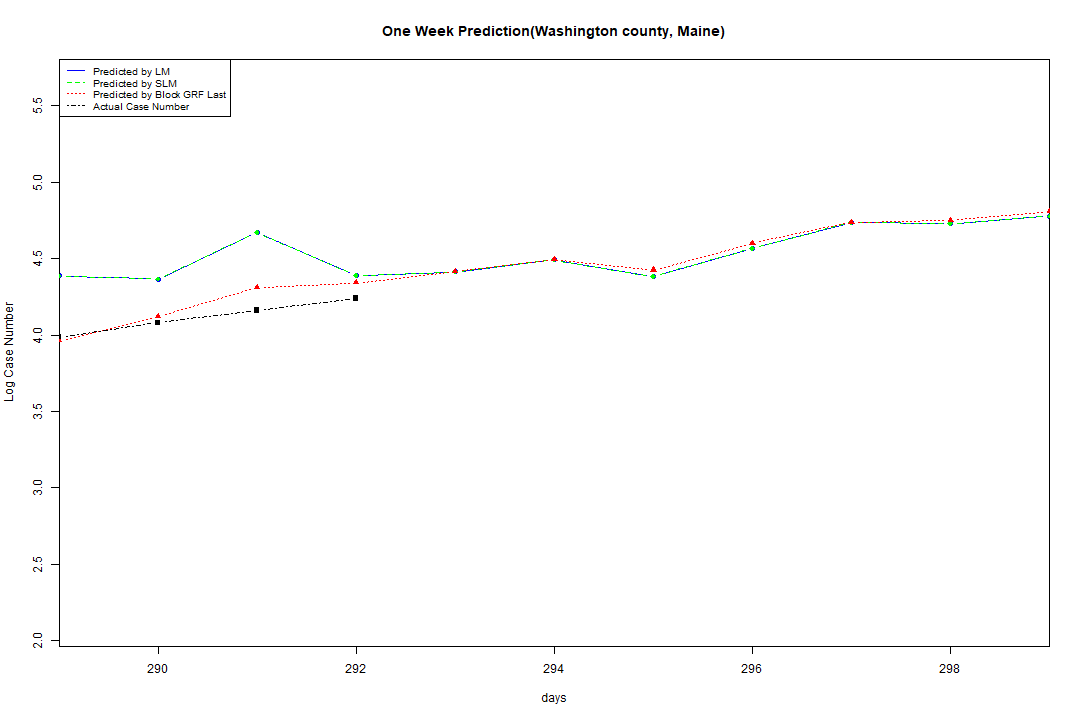 One Week Prediction(Washington county, Maine)
Predicted by LM
Predicted by SLM
Predicted by Block GRF Last
Actual Case Number
5.5
5.0
4.5
4.0
3.5
3.0
2.5
2.0
Log Case Number
290 292 294 296 298
days